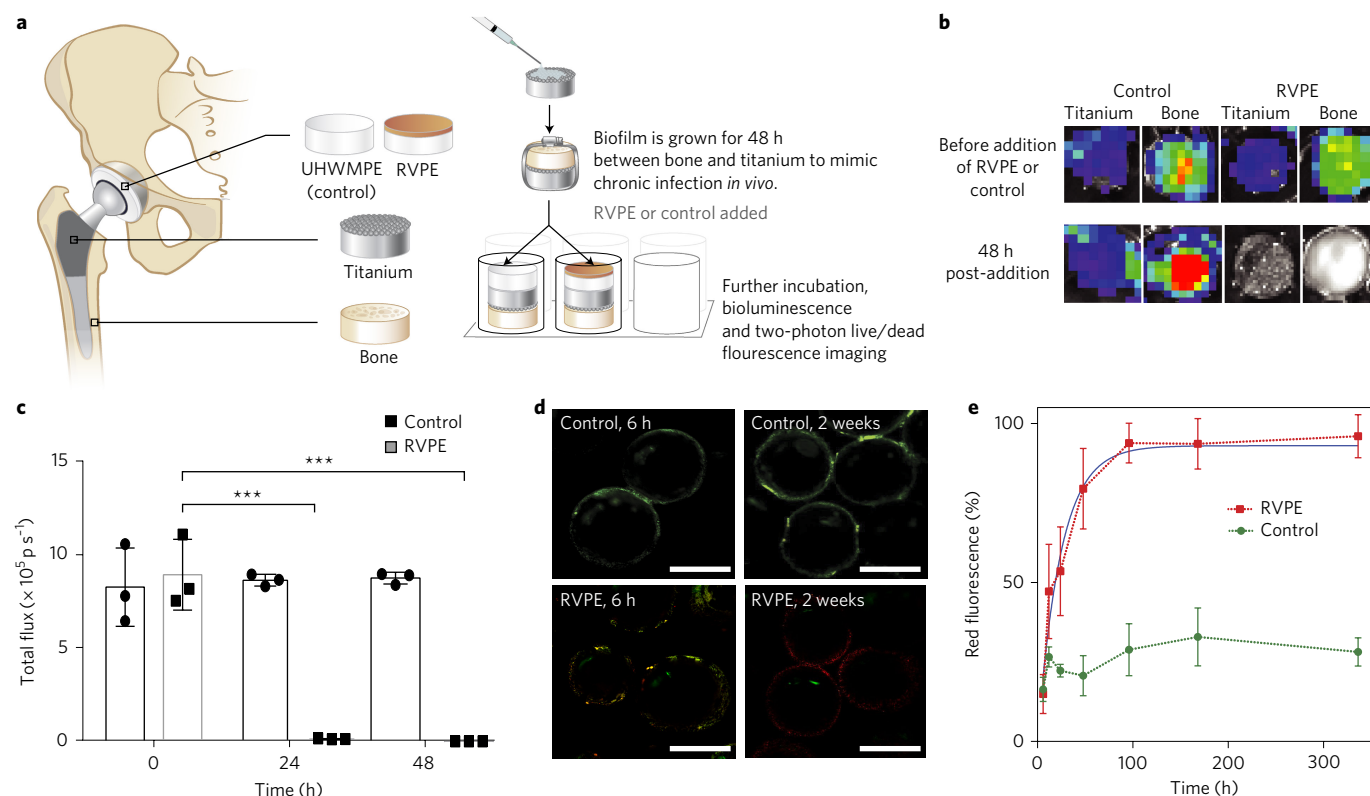 a
UHWMPE
(control)
RVPE
Titanium
Bone
Biofilm is grown for 48 h
between bone and titanium to mimic
chronic infection in vivo.
RVPE or control added
Further incubation,
bioluminescence
and two-photon live/dead
flourescence imaging
b
Control
RVPE
Titanium Bone Titanium Bone
Before addition
of RVPE or
control
48 h
post-addition
c
Control
RVPE
***
***
15
10
5
0
Total flux (× 10⁵ p s⁻¹)
0 24 48
Time (h)
d
Control, 6 h
Control, 2 weeks
RVPE, 6 h
RVPE, 2 weeks
e
100
50
0
Red fluorescence (%)
RVPE
Control
0 100 200 300
Time (h)